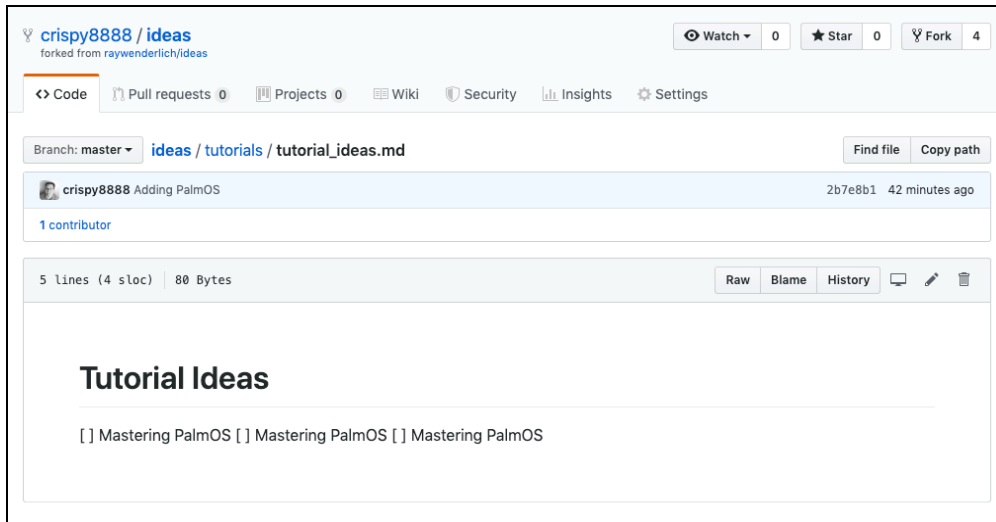 crispy8888 / ideas
forked from raywenderlich/ideas
Watch 0 Star 0 Fork 4
Code Pull requests 0 Projects 0 Wiki Security Insights Settings
Branch: master ideas / tutorials / tutorial_ideas.md Find file Copy path
crispy8888 Adding PalmOS 2b7e8b1 42 minutes ago
1 contributor
5 lines (4 sloc) 80 Bytes Raw Blame History
Tutorial Ideas
[ ] Mastering PalmOS [ ] Mastering PalmOS [ ] Mastering PalmOS